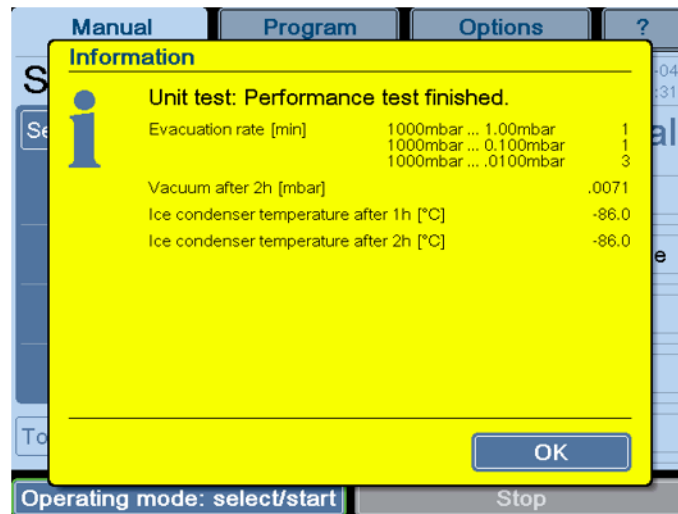 Manual Program Options ?
Information
Unit test: Performance test finished.
Evacuation rate [min] 1000mbar ... 1.00mbar 1
1000mbar ... 0.100mbar 1
1000mbar ... .0100mbar 3
Vacuum after 2h [mbar] .0071
Ice condenser temperature after 1h [°C] -86.0
Ice condenser temperature after 2h [°C] -86.0
OK
Operating mode: select/start Stop